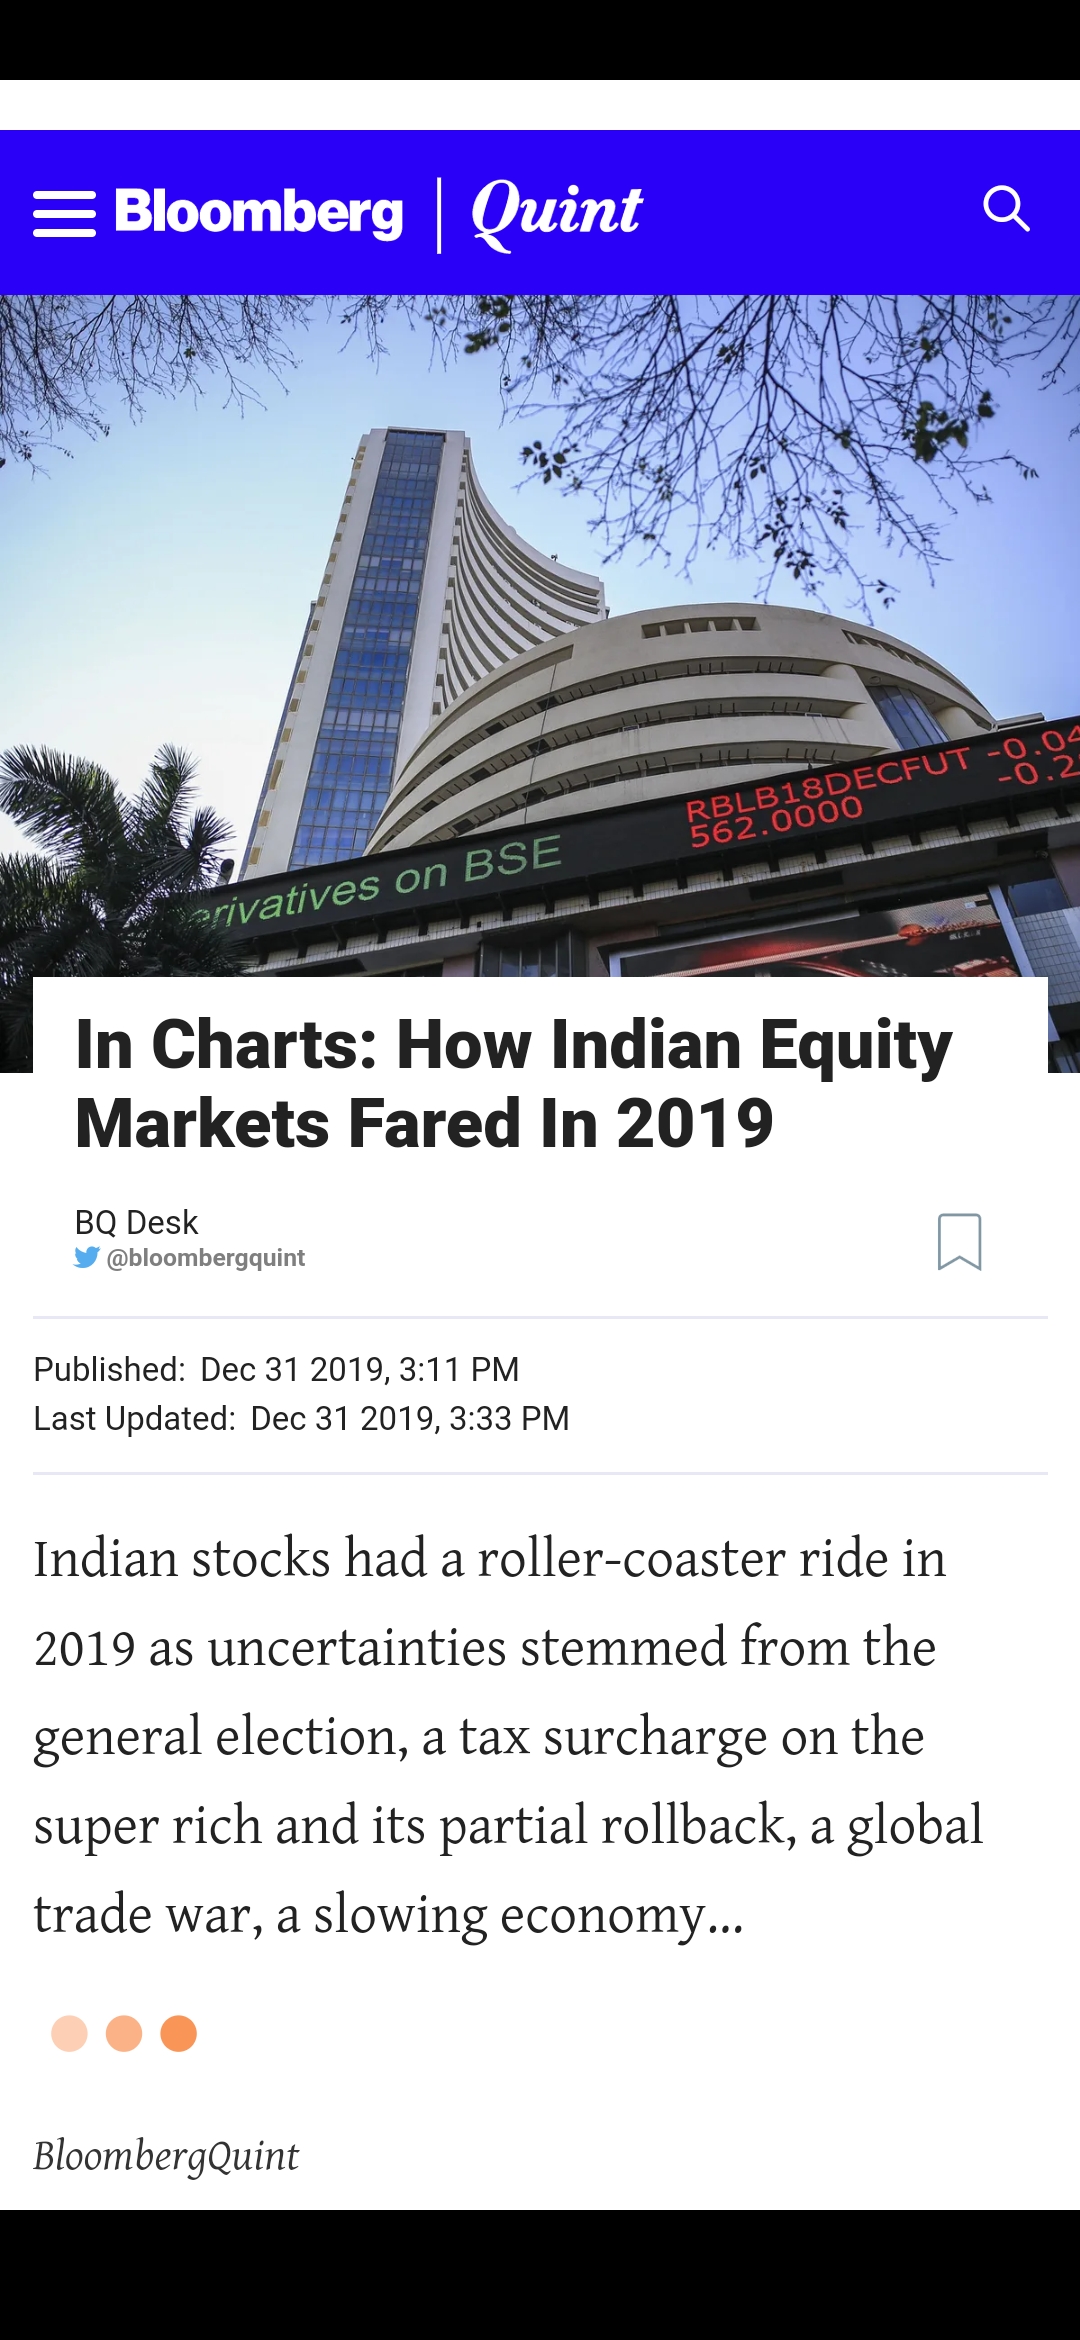 Bloomberg | Quint
RBLB18DECFUT -0.04
562.0000
erivatives on BSE
In Charts: How Indian Equity
Markets Fared In 2019
BQ Desk
@bloombergquint
Published: Dec 31 2019, 3:11 PM
Last Updated: Dec 31 2019, 3:33 PM
Indian stocks had a roller-coaster ride in
2019 as uncertainties stemmed from the
general election, a tax surcharge on the
super rich and its partial rollback, a global
trade war, a slowing economy...
BloombergQuint